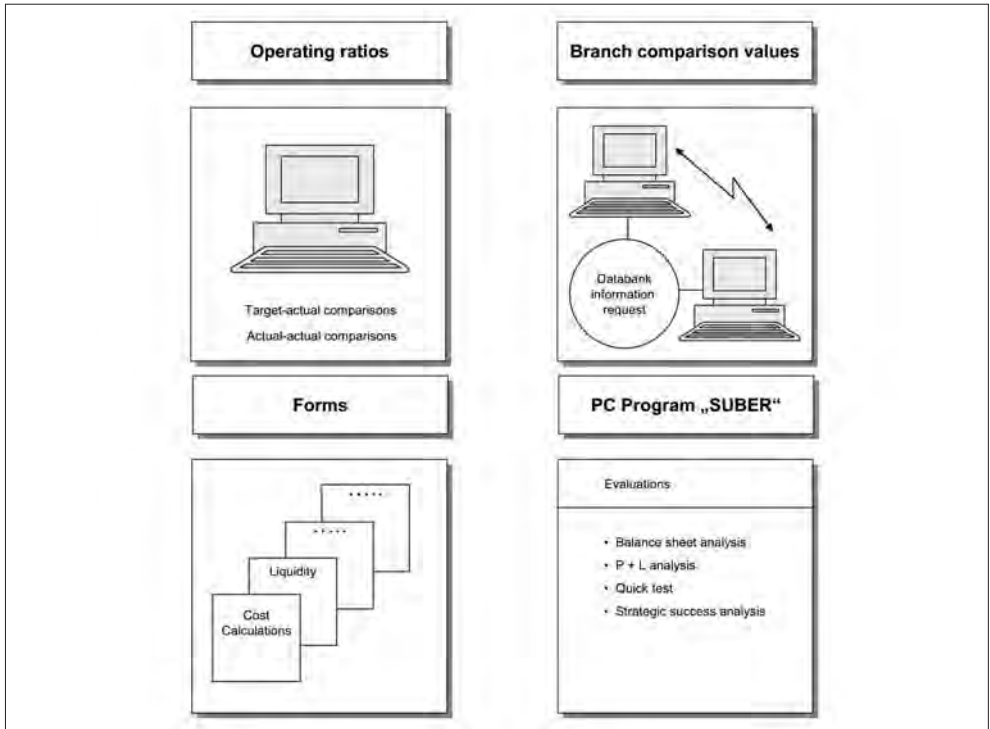 Operating ratios
Branch comparison values
Target-actual comparisons
Actual-actual comparisons
Databank
information
request
Forms
PC Program „SUBER“
.....
.....
Liquidity
Cost
Calculations
Evaluations
• Balance sheet analysis
• P + L analysis
• Quick test
• Strategic success analysis